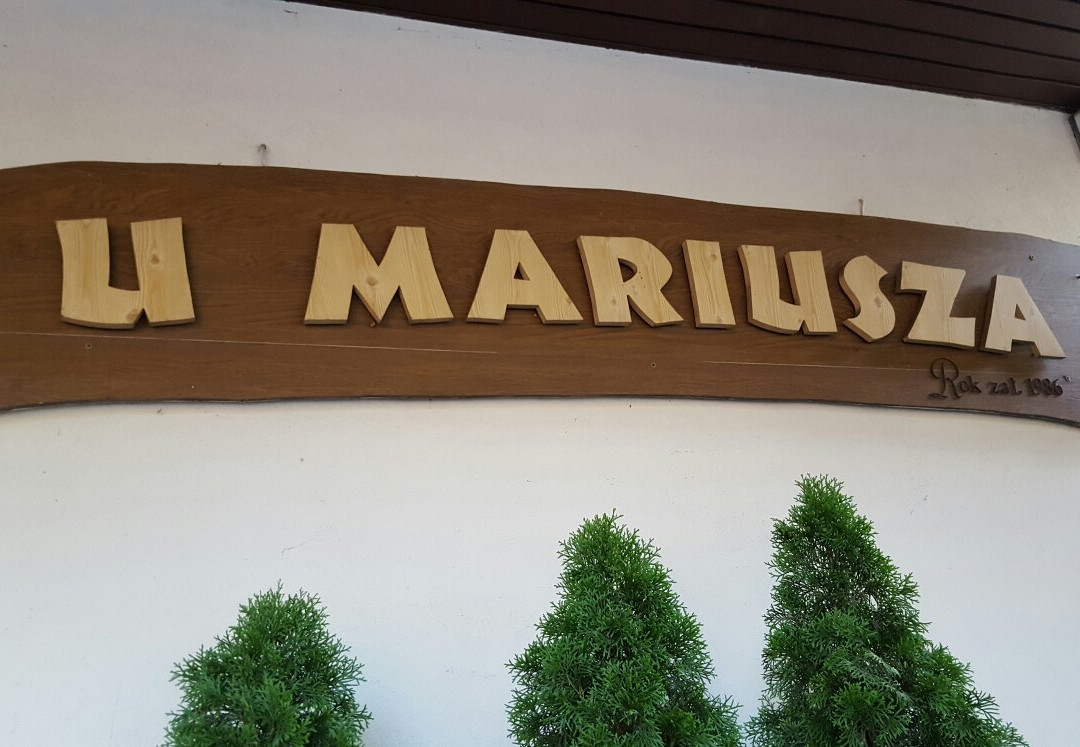 U MARIUSZA
Rok zał. 1986